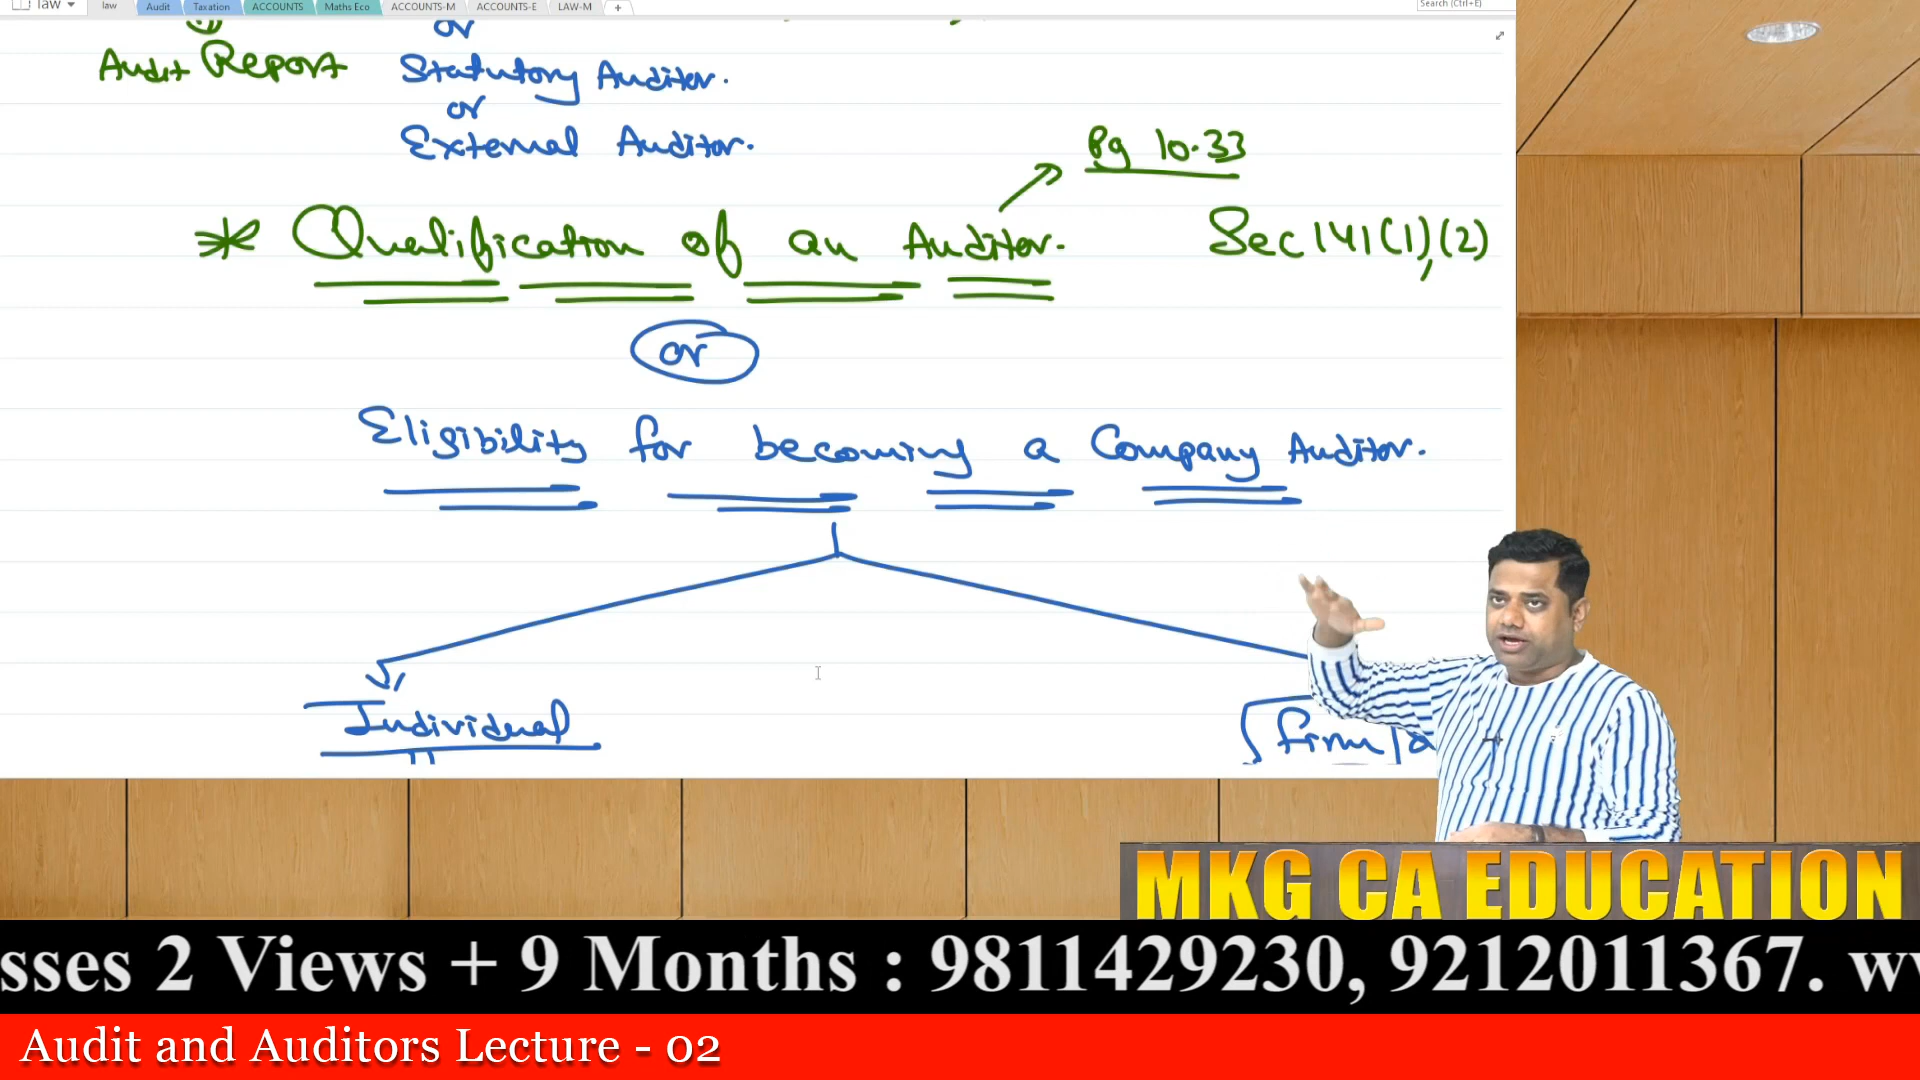 law
law Audit Taxation ACCOUNTS Maths Eco ACCOUNTS-M ACCOUNTS-E LAW-M +
Search (Ctrl+E)
or
Audit Report
Statutory Auditor.
or
External Auditor.
Pg 10.33
* Qualification of an Auditor.
Sec 141(1),(2)
or
Eligibility for becoming a Company Auditor.
Individual
firm
MKG CA EDUCATION
sses 2 Views + 9 Months : 9811429230, 9212011367. w
Audit and Auditors Lecture - 02